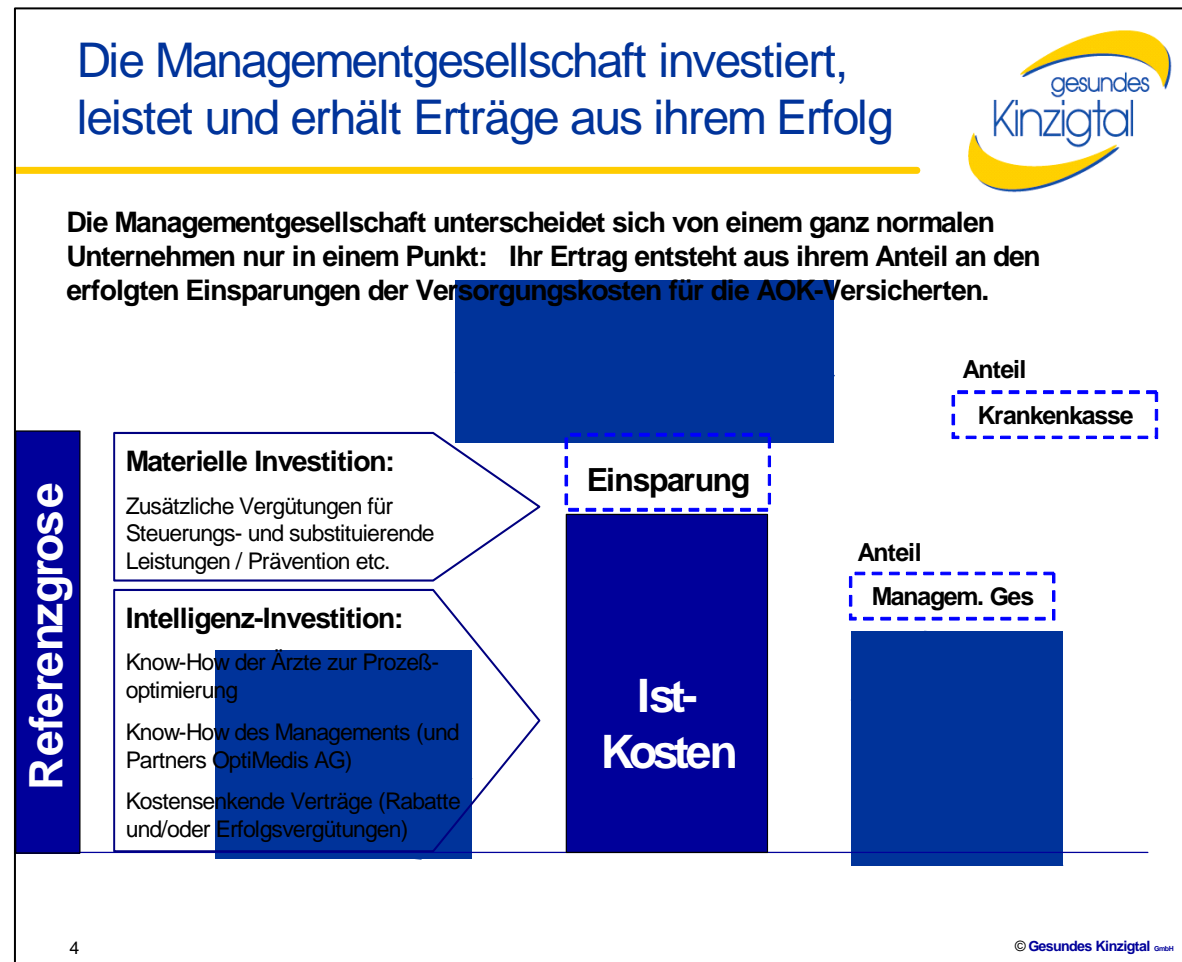 Die Managementgesellschaft investiert,
leistet und erhält Erträge aus ihrem Erfolg
gesundes
Kinzigtal
Die Managementgesellschaft unterscheidet sich von einem ganz normalen
Unternehmen nur in einem Punkt: Ihr Ertrag entsteht aus ihrem Anteil an den
erfolgten Einsparungen der Versorgungskosten für die AOK-Versicherten.
Referenzgrose
Materielle Investition:
Zusätzliche Vergütungen für
Steuerungs- und substituierende
Leistungen / Prävention etc.
Intelligenz-Investition:
Know-How der Ärzte zur Prozeß-
optimierung
Know-How des Managements (und
Partners OptiMedis AG)
Kostensenkende Verträge (Rabatte
und/oder Erfolgsvergütungen)
Einsparung
Ist-
Kosten
Anteil
Krankenkasse
Anteil
Managem. Ges
4
© Gesundes Kinzigtal GmbH